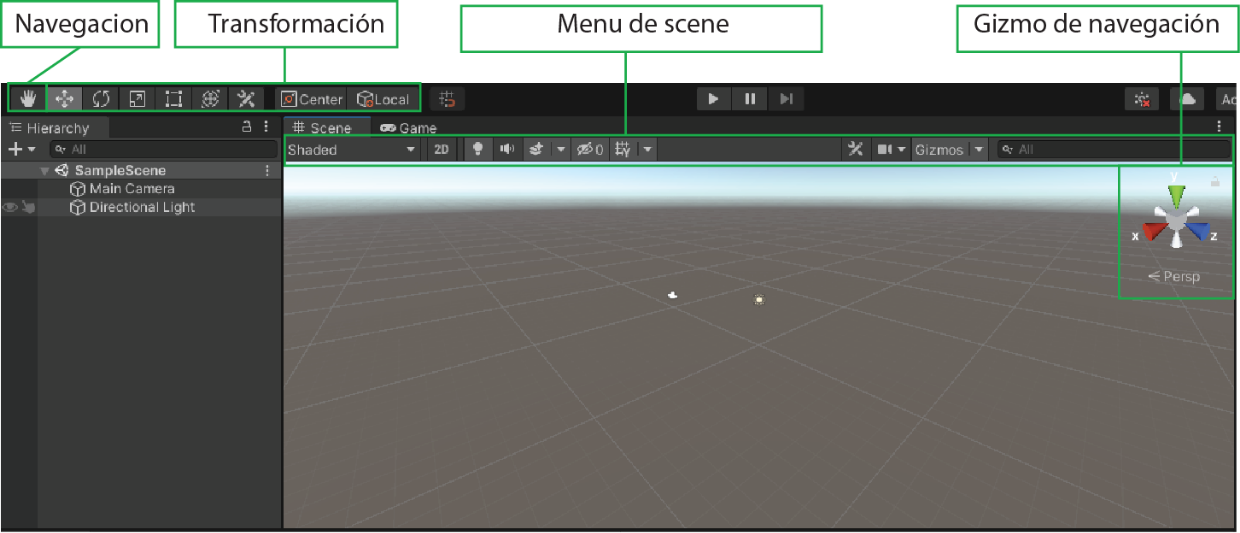 Navegacion
Transformación
Menu de scene
Gizmo de navegación
Center
Local
Ac
Hierarchy
Scene
Game
All
Shaded
2D
0
Gizmos
All
SampleScene
Main Camera
Directional Light
y
x
z
Persp